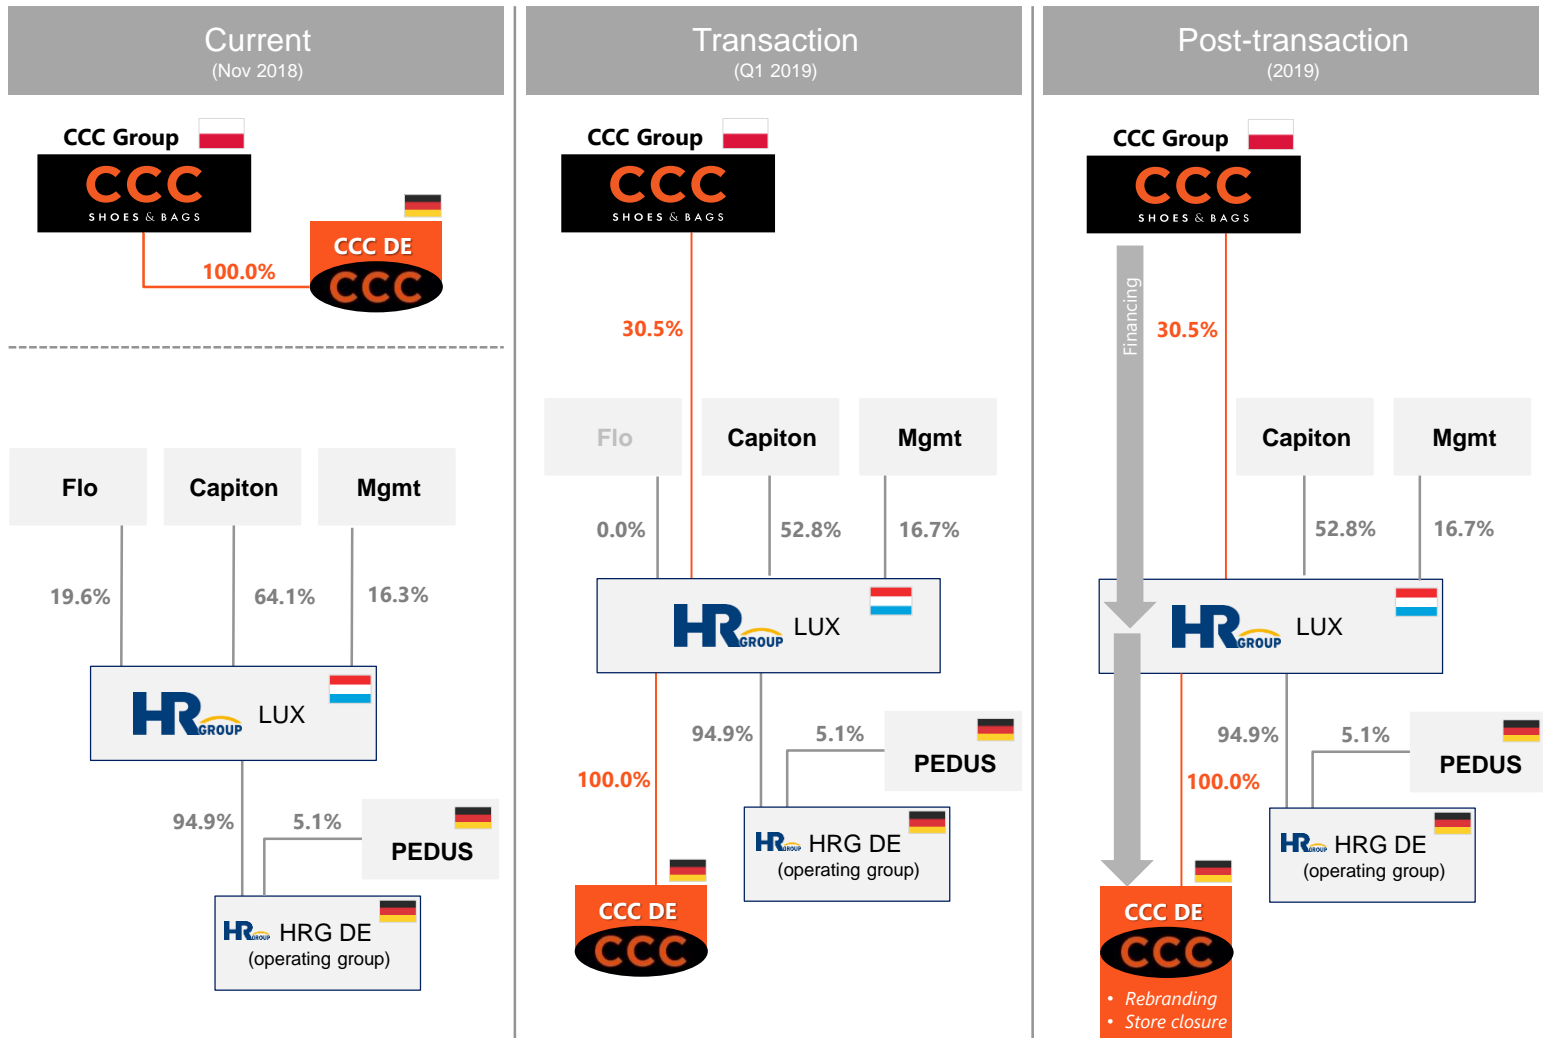 Current
(Nov 2018)
CCC Group
CCC
SHOES & BAGS
CCC DE
CCC
100.0%
Flo
Capiton
Mgmt
19.6%
64.1%
16.3%
HR GROUP LUX
94.9%
5.1%
PEDUS
HR GROUP HRG DE
(operating group)
Transaction
(Q1 2019)
CCC Group
CCC
SHOES & BAGS
30.5%
Flo
Capiton
Mgmt
0.0%
52.8%
16.7%
HR GROUP LUX
94.9%
5.1%
PEDUS
100.0%
HR GROUP HRG DE
(operating group)
CCC DE
CCC
Post-transaction
(2019)
CCC Group
CCC
SHOES & BAGS
Financing
30.5%
Capiton
Mgmt
52.8%
16.7%
HR GROUP LUX
94.9%
5.1%
PEDUS
100.0%
HR GROUP HRG DE
(operating group)
CCC DE
CCC
• Rebranding
• Store closure